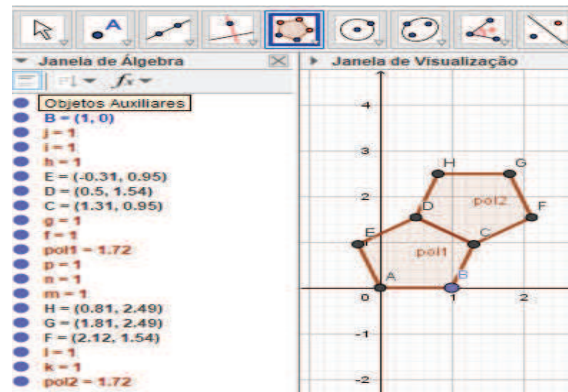 A
Janela de Álgebra
Janela de Visualização
fx
Objetos Auxiliares
B = (1, 0)
j = 1
i = 1
h = 1
E = (-0.31, 0.95)
D = (0.5, 1.54)
C = (1.31, 0.95)
g = 1
f = 1
pol1 = 1.72
p = 1
n = 1
m = 1
H = (0.81, 2.49)
G = (1.81, 2.49)
F = (2.12, 1.54)
l = 1
k = 1
pol2 = 1.72
4
3
H
G
2
pol2
D
F
E
C
1
pol1
A
B
0
1
2
-1
-2